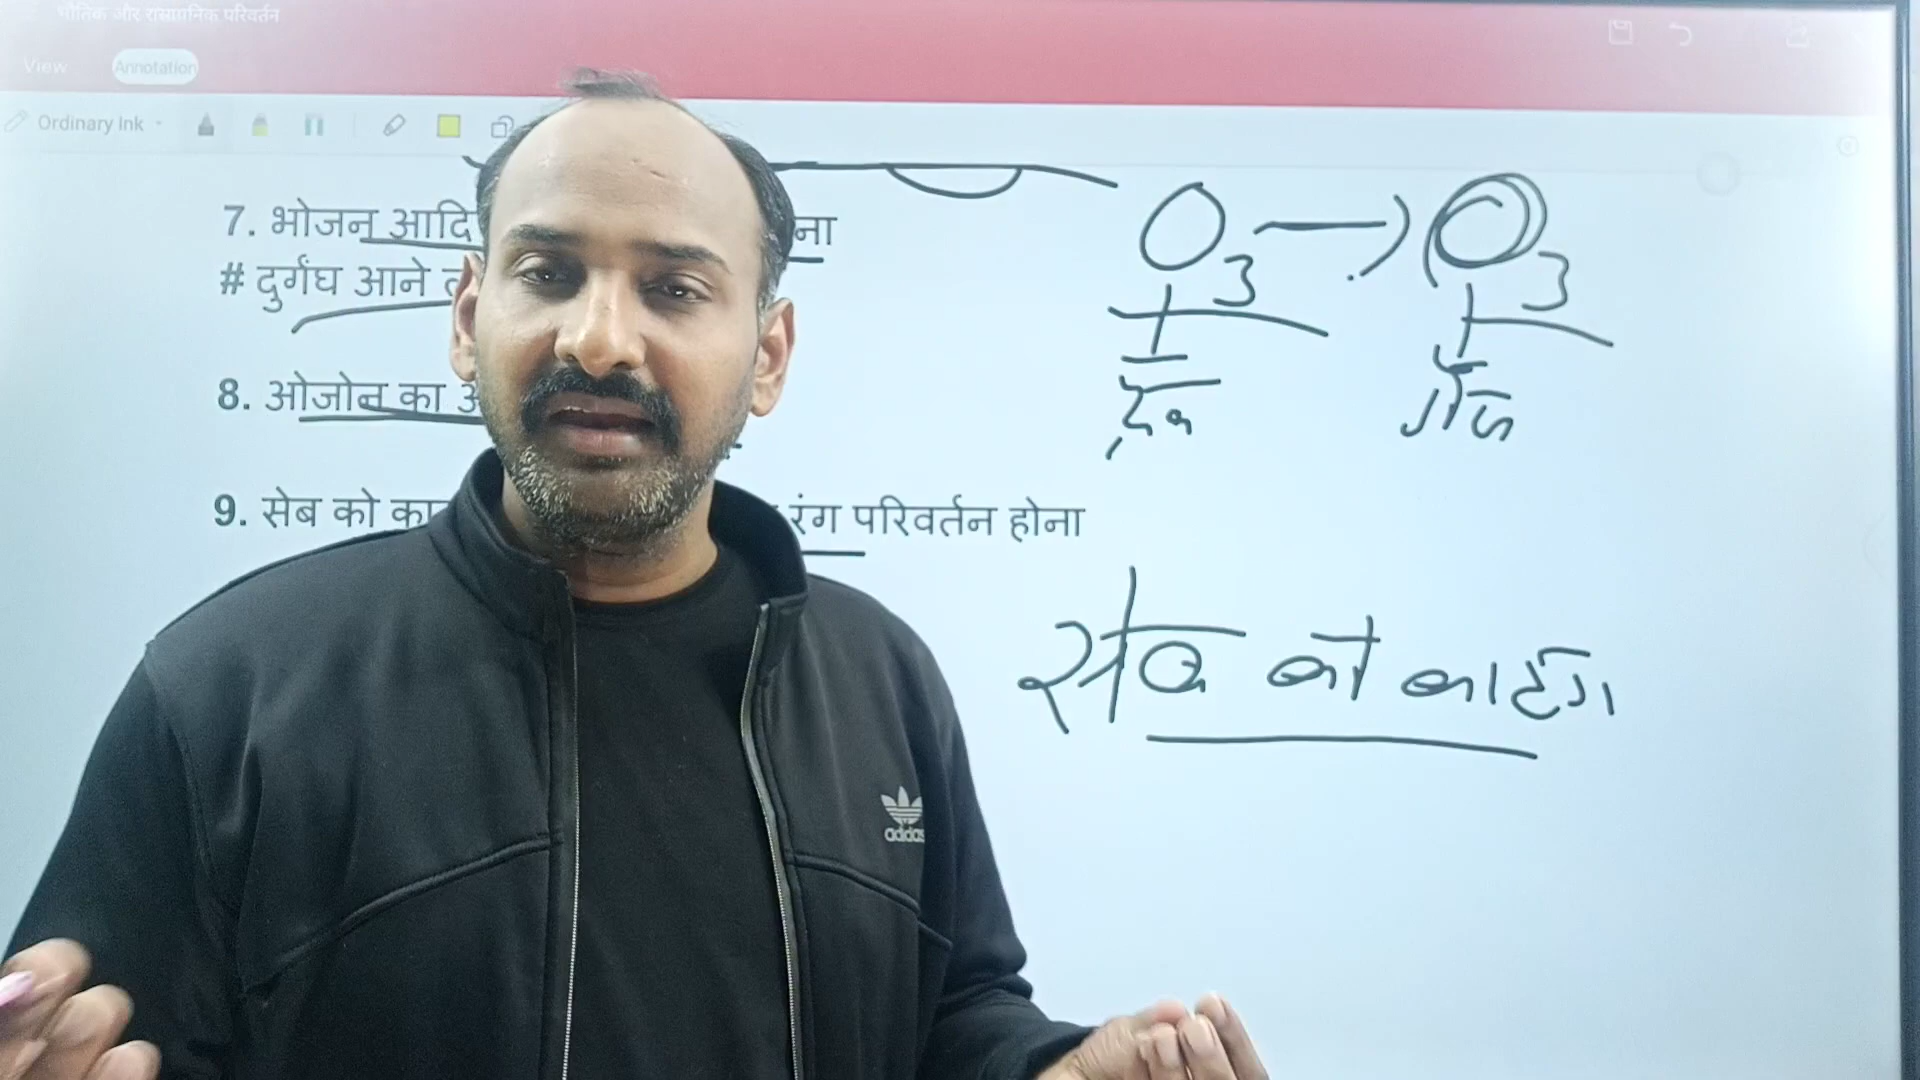 भौतिक और रासायनिक परिवर्तन
View Annotation
Ordinary Ink
7. भोजन आदि ना
# दुर्गंघ आने
8. ओजोन का
9. सेब को का रंग परिवर्तन होना
O3 → O3
सेब को काटेंगे
adidas